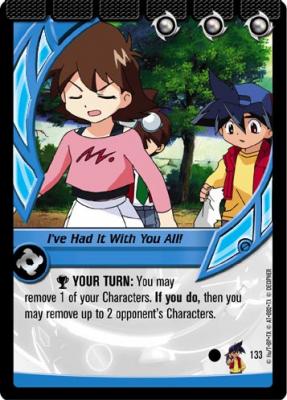 I've Had It With You All!
YOUR TURN: You may
remove 1 of your Characters. If you do, then you
may remove up to 2 opponent's Characters.
133